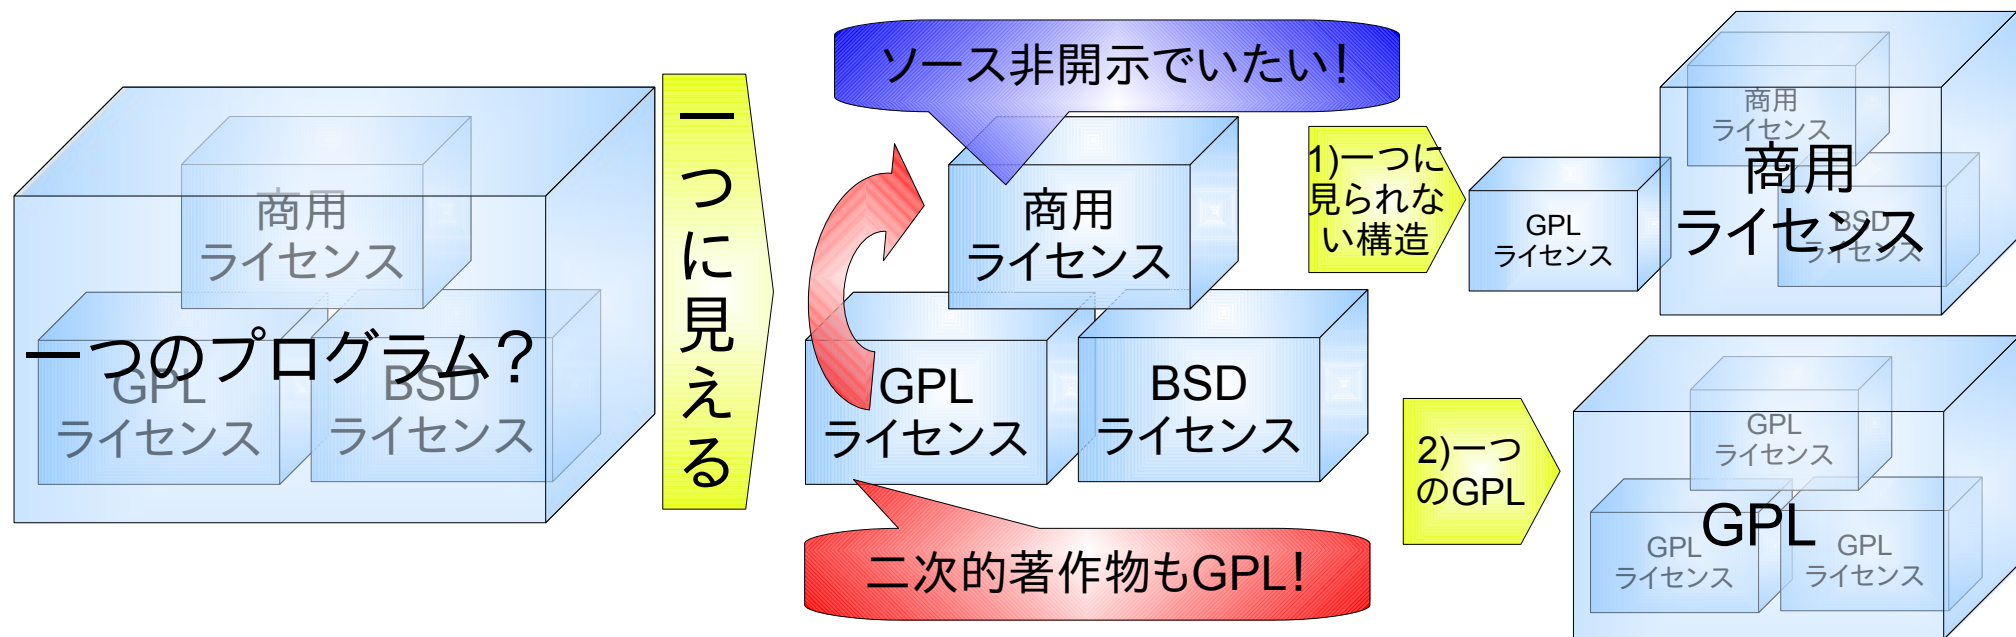 商用
ライセンス
一つのプログラム?
GPL
ライセンス
BSD
ライセンス
一つに見える
ソース非開示でいたい!
商用
ライセンス
GPL
ライセンス
BSD
ライセンス
二次的著作物もGPL!
1)一つに
見られな
い構造
GPL
ライセンス
商用
ライセンス
商用
ライセンス
BSD
ライセンス
2)一つ
のGPL
GPL
ライセンス
GPL
GPL
ライセンス
GPL
ライセンス